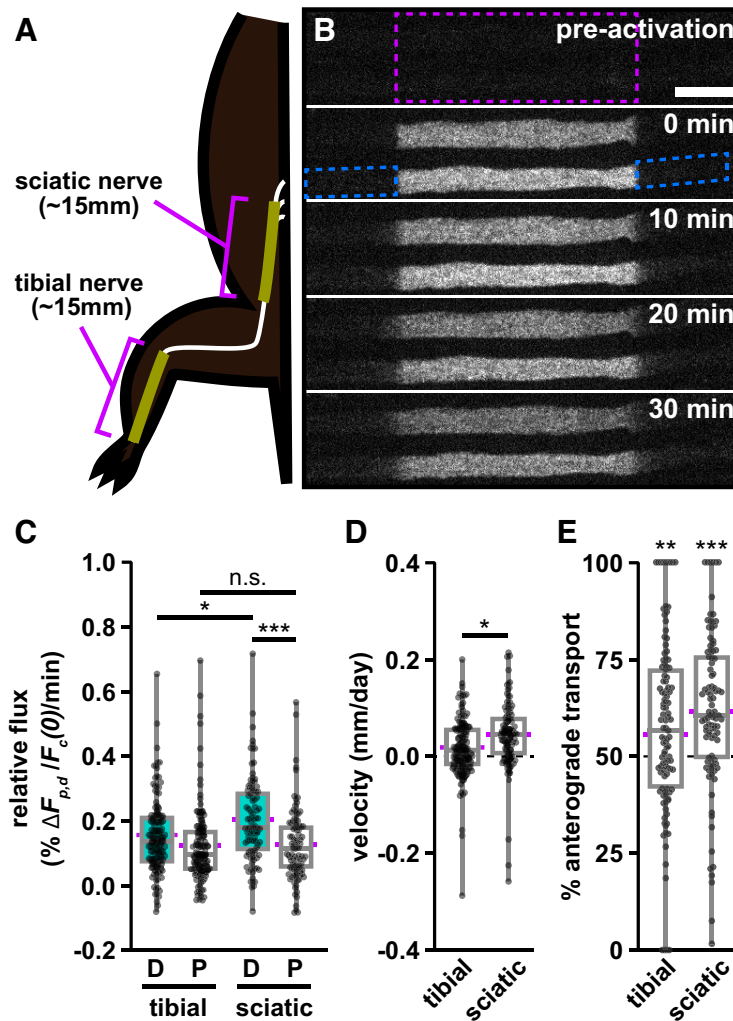 A
sciatic nerve
(~15mm)
tibial nerve
(~15mm)
B
pre-activation
0 min
10 min
20 min
30 min
C
relative flux
(% ΔF p,d /F c (0)/min)
1.0
0.8
0.6
0.4
0.2
0.0
-0.2
n.s.
*
***
D P D P
tibial sciatic
D
velocity (mm/day)
0.4
0.2
0.0
-0.2
-0.4
*
tibial sciatic
E
% anterograde transport
100
75
50
25
0
** ***
tibial sciatic